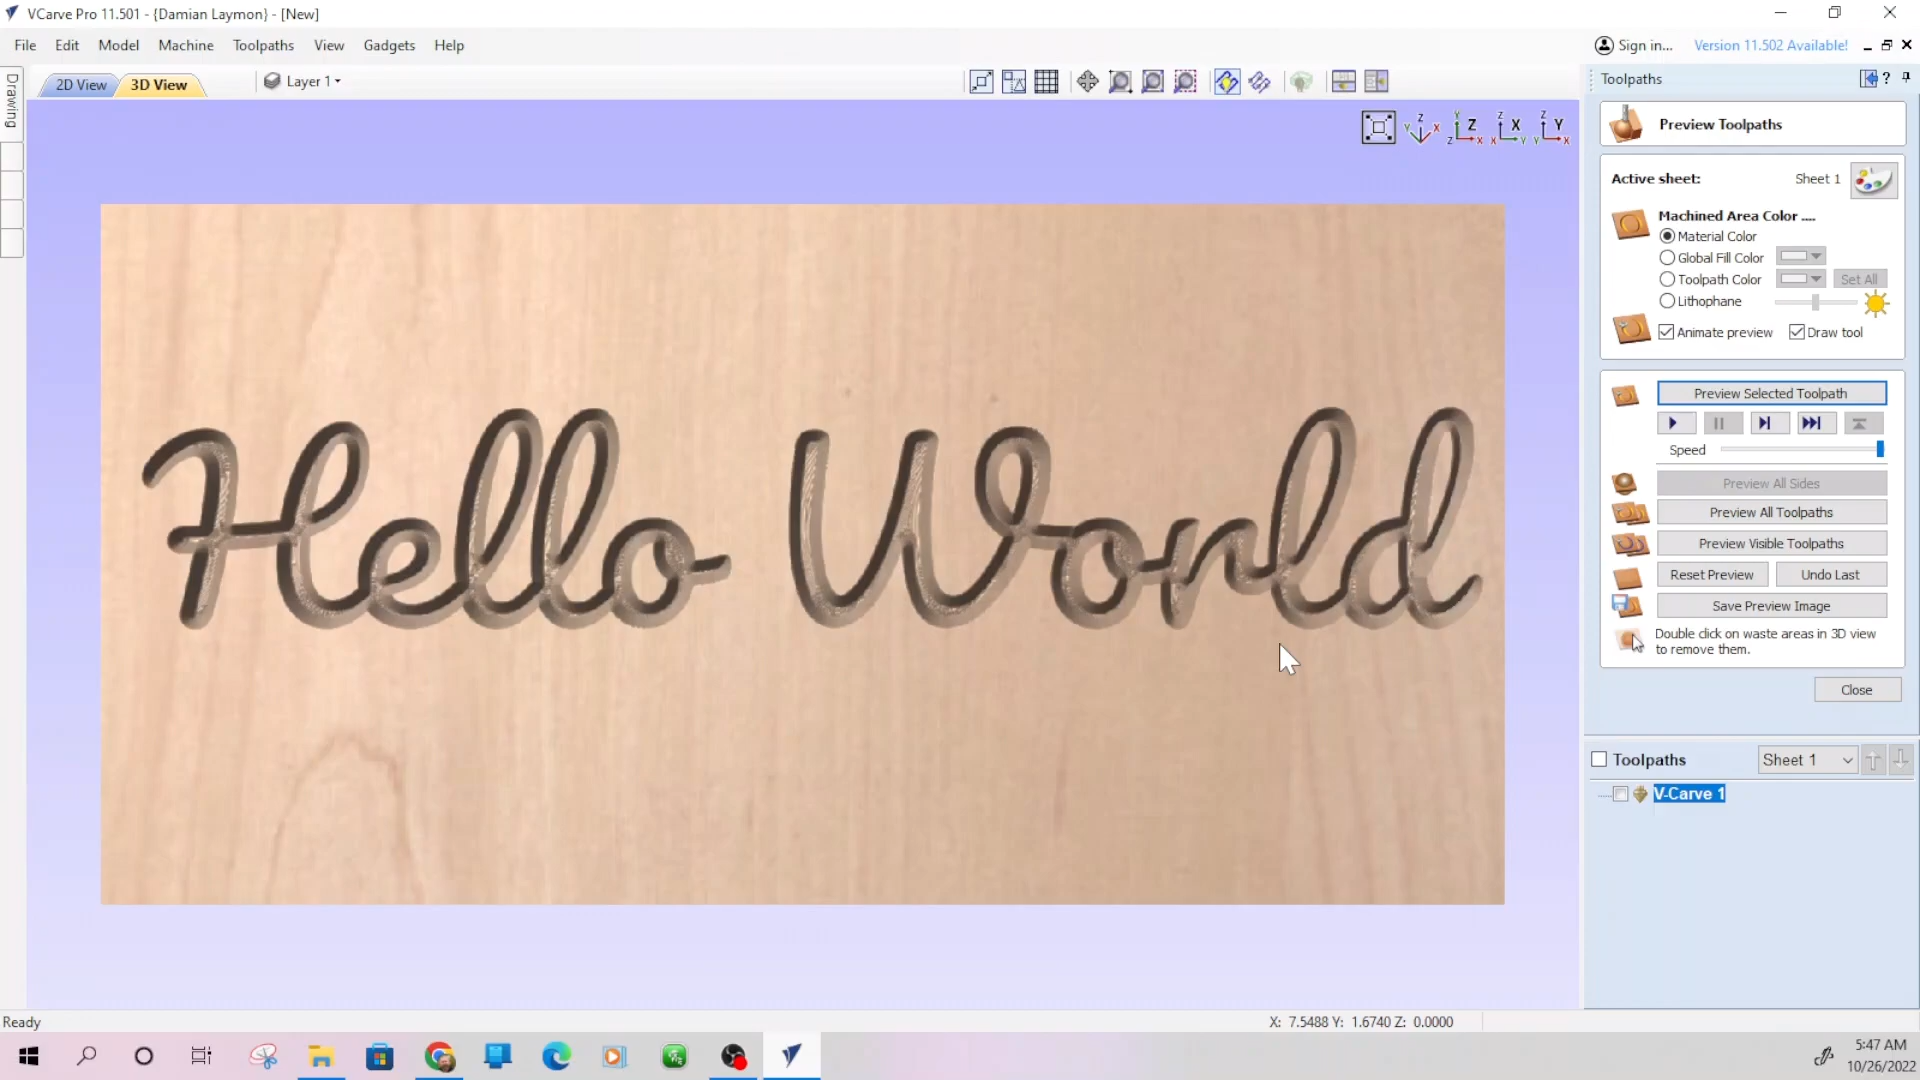 VCarve Pro 11.501 - {Damian Laymon} - [New]
File Edit Model Machine Toolpaths View Gadgets Help
Sign in... Version 11.502 Available!
Drawing
2D View 3D View Layer 1
Toolpaths ?
Z Y X
Y Z Z X
Z X X Y
Z Y Y X
Preview Toolpaths
Active sheet: Sheet 1
Machined Area Color ....
Material Color
Global Fill Color
Toolpath Color Set All
Lithophane
Animate preview Draw tool
Preview Selected Toolpath
Speed
Preview All Sides
Preview All Toolpaths
Preview Visible Toolpaths
Reset Preview Undo Last
Save Preview Image
Double click on waste areas in 3D view
to remove them.
Close
Hello World
Toolpaths Sheet 1
V-Carve 1
Ready
X: 7.5488 Y: 1.6740 Z: 0.0000
5:47 AM
10/26/2022